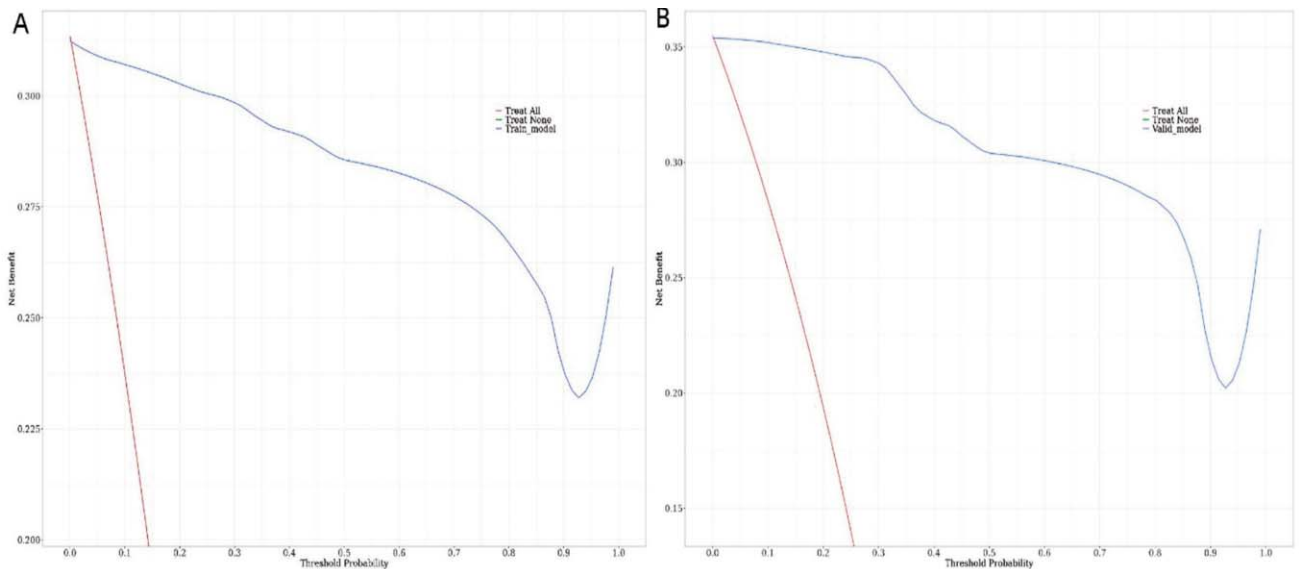 A
Net Benefit
0.300
0.275
0.250
0.225
0.200
Treat All
Treat None
Train_model
0.0 0.1 0.2 0.3 0.4 0.5 0.6 0.7 0.8 0.9 1.0
Threshold Probability
B
Net Benefit
0.35
0.30
0.25
0.20
0.15
Treat All
Treat None
Valid_model
0.0 0.1 0.2 0.3 0.4 0.5 0.6 0.7 0.8 0.9 1.0
Threshold Probability